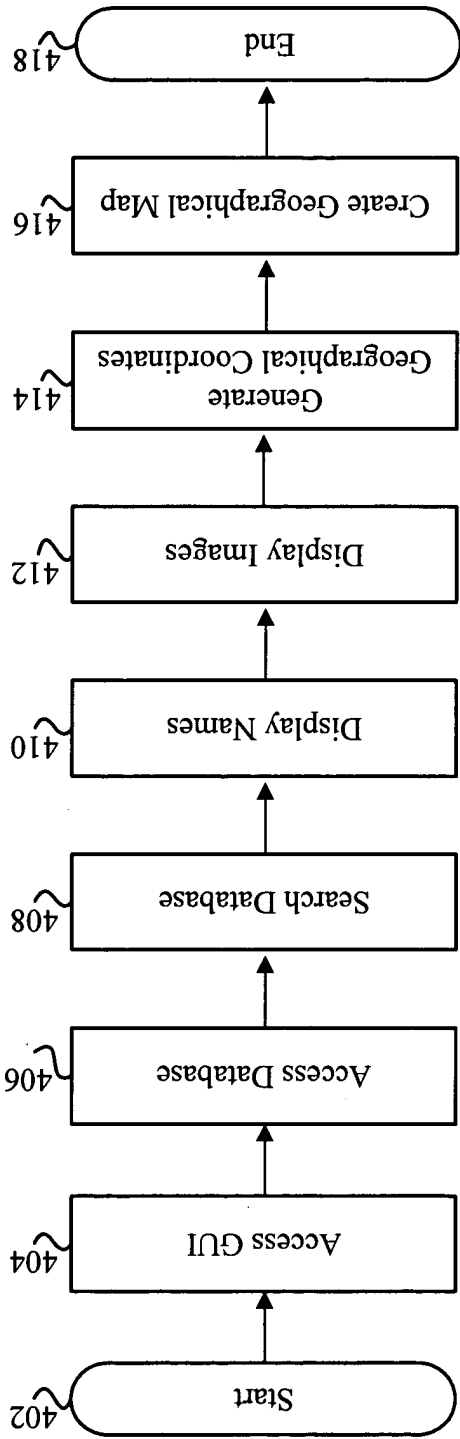 Start
402
Access GUI
404
Access Database
406
Search Database
408
Display Names
410
Display Images
412
Generate
Geographical Coordinates
414
Create Geographical Map
416
End
418